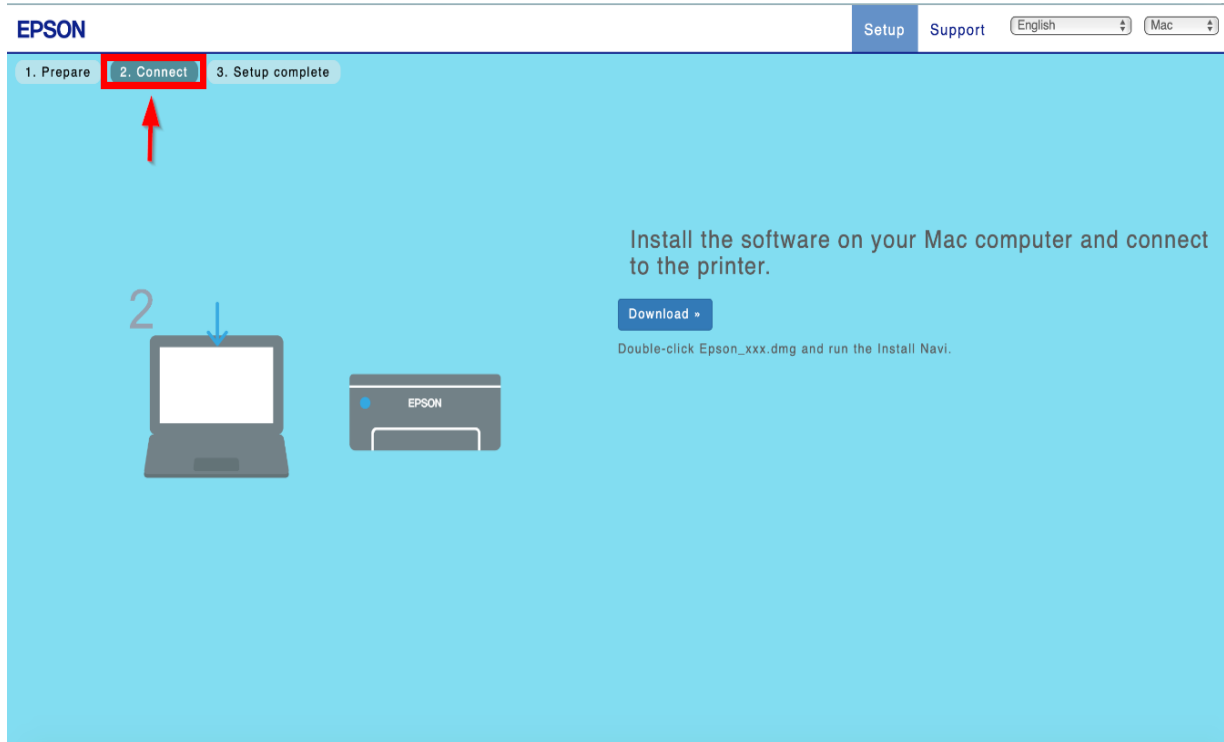 EPSON
Setup
Support
English
Mac
1. Prepare
2. Connect
3. Setup complete
Install the software on your Mac computer and connect
to the printer.
Download »
Double-click Epson_xxx.dmg and run the Install Navi.
2
EPSON